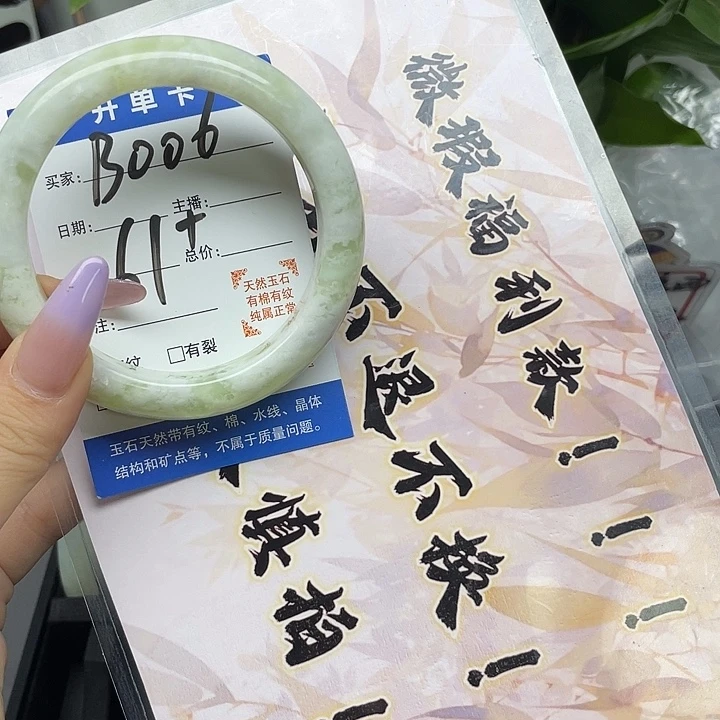 开单卡
买家: B006
日期:
主播:
61+
总价:
注:
天然玉石
有棉有纹
纯属正常
纹
□有裂
玉石天然带有纹、棉、水线、晶体
结构和矿点等，不属于质量问题。
微瑕福利款！
不退不换！
慎拍！